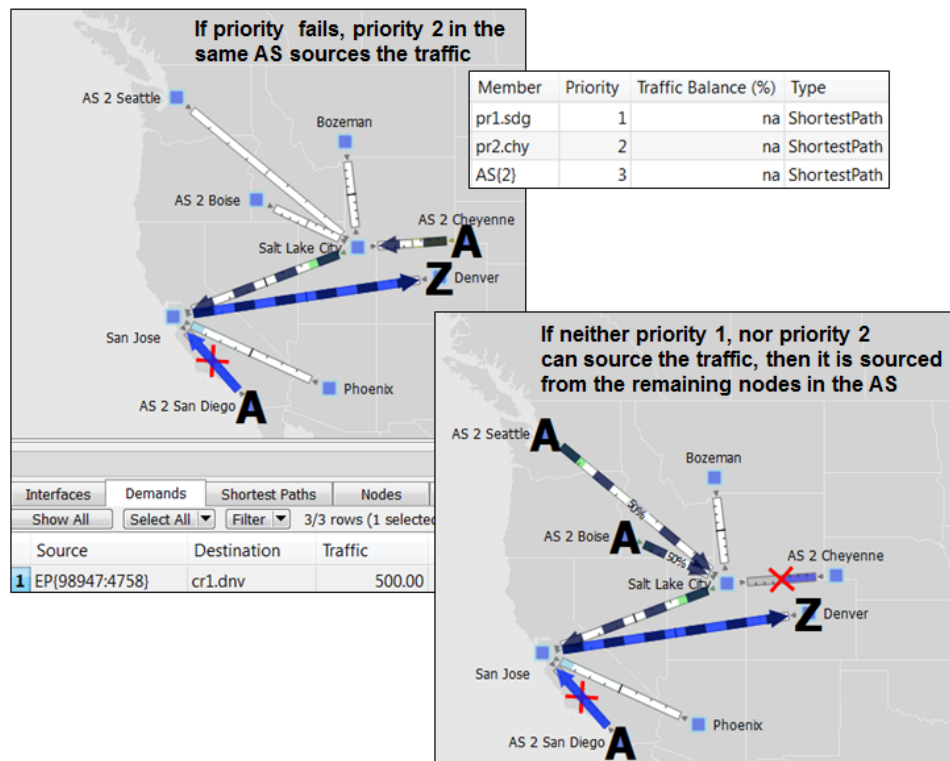 If priority fails, priority 2 in the
same AS sources the traffic
AS 2 Seattle
Bozeman
AS 2 Boise
AS 2 Cheyenne
Salt Lake City
A
Z
Denver
San Jose
Phoenix
AS 2 San Diego
A
Member Priority Traffic Balance (%) Type
pr1.sdg 1 na ShortestPath
pr2.chy 2 na ShortestPath
AS{2} 3 na ShortestPath
Interfaces Demands Shortest Paths Nodes
Show All Select All Filter 3/3 rows (1 selected
Source Destination Traffic
1 EP{98947:4758} cr1.dnv 500.00
If neither priority 1, nor priority 2
can source the traffic, then it is sourced
from the remaining nodes in the AS
AS 2 Seattle
A
Bozeman
50%
AS 2 Boise
A
50%
AS 2 Cheyenne
Salt Lake City
Z
Denver
San Jose
Phoenix
AS 2 San Diego
A